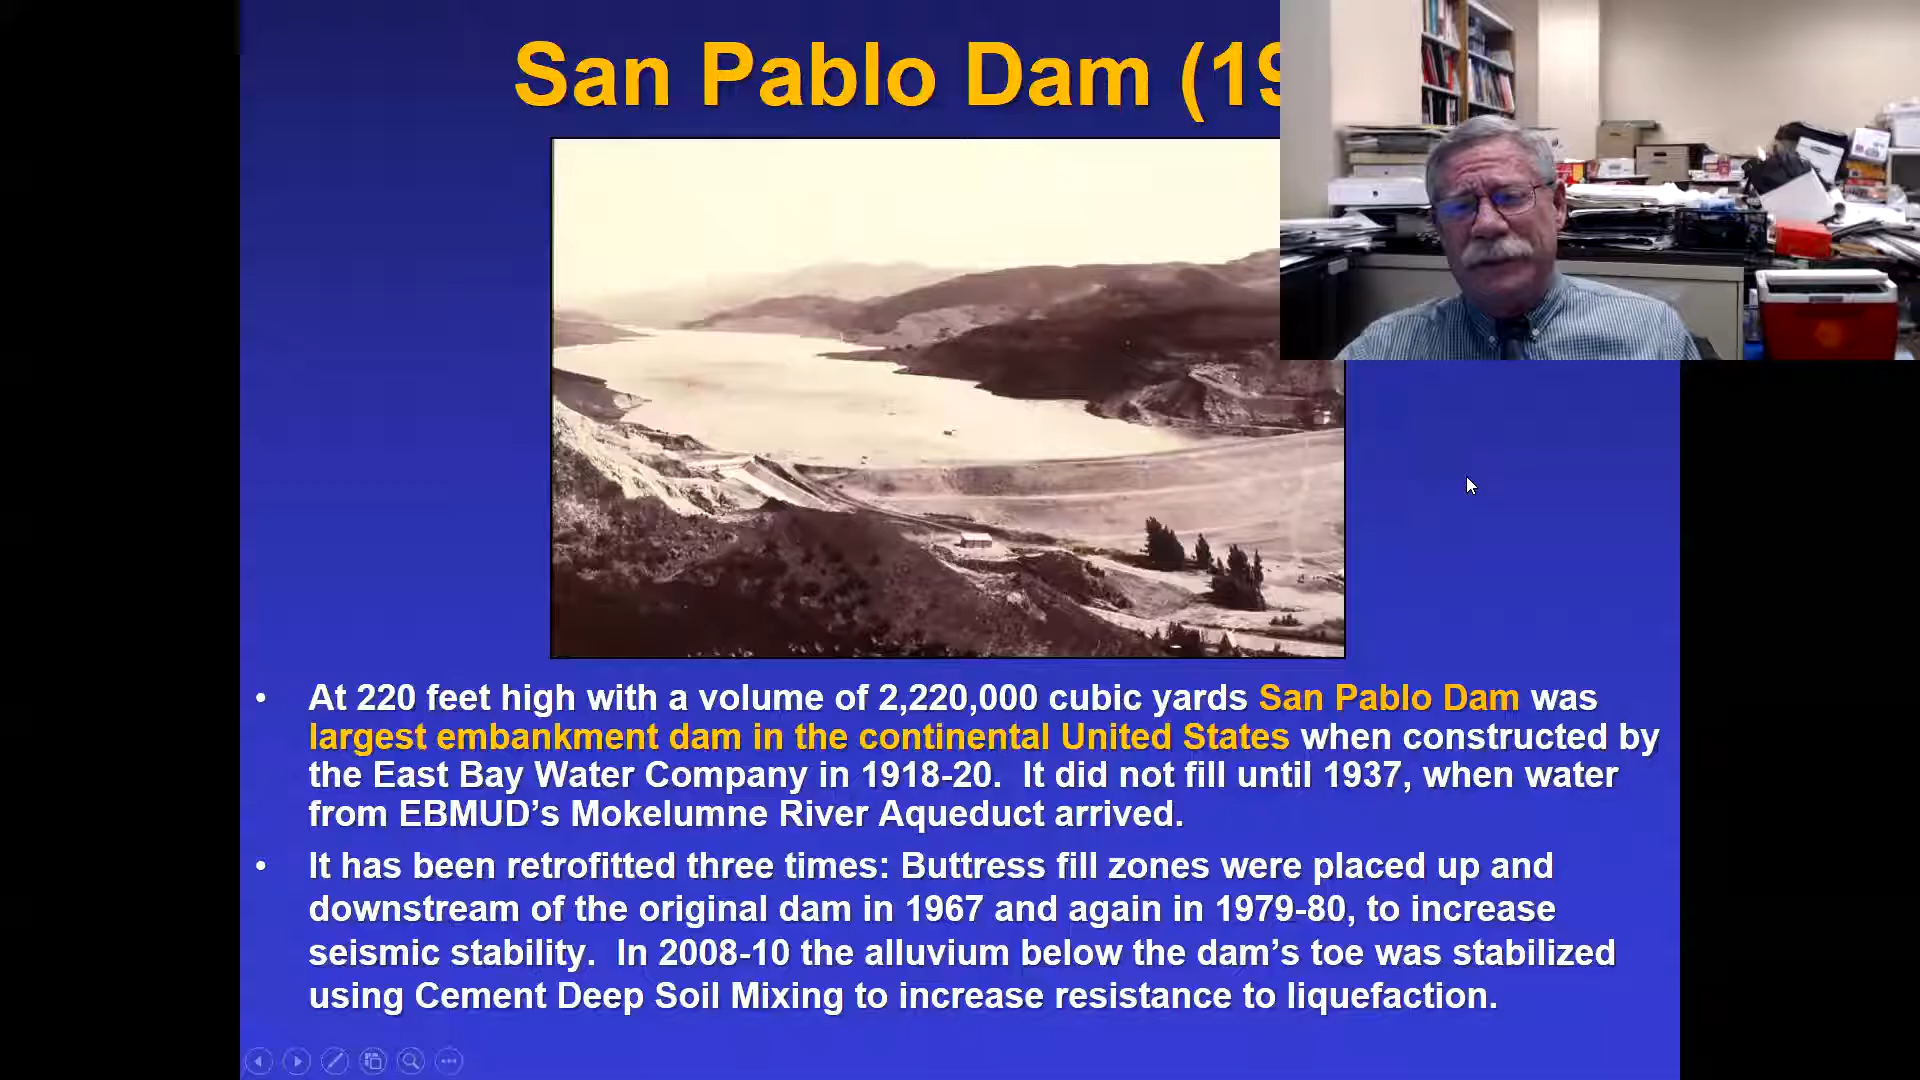 San Pablo Dam (19
• At 220 feet high with a volume of 2,220,000 cubic yards San Pablo Dam was
largest embankment dam in the continental United States when constructed by
the East Bay Water Company in 1918-20.  It did not fill until 1937, when water
from EBMUD’s Mokelumne River Aqueduct arrived.
• It has been retrofitted three times: Buttress fill zones were placed up and
downstream of the original dam in 1967 and again in 1979-80, to increase
seismic stability.  In 2008-10 the alluvium below the dam’s toe was stabilized
using Cement Deep Soil Mixing to increase resistance to liquefaction.